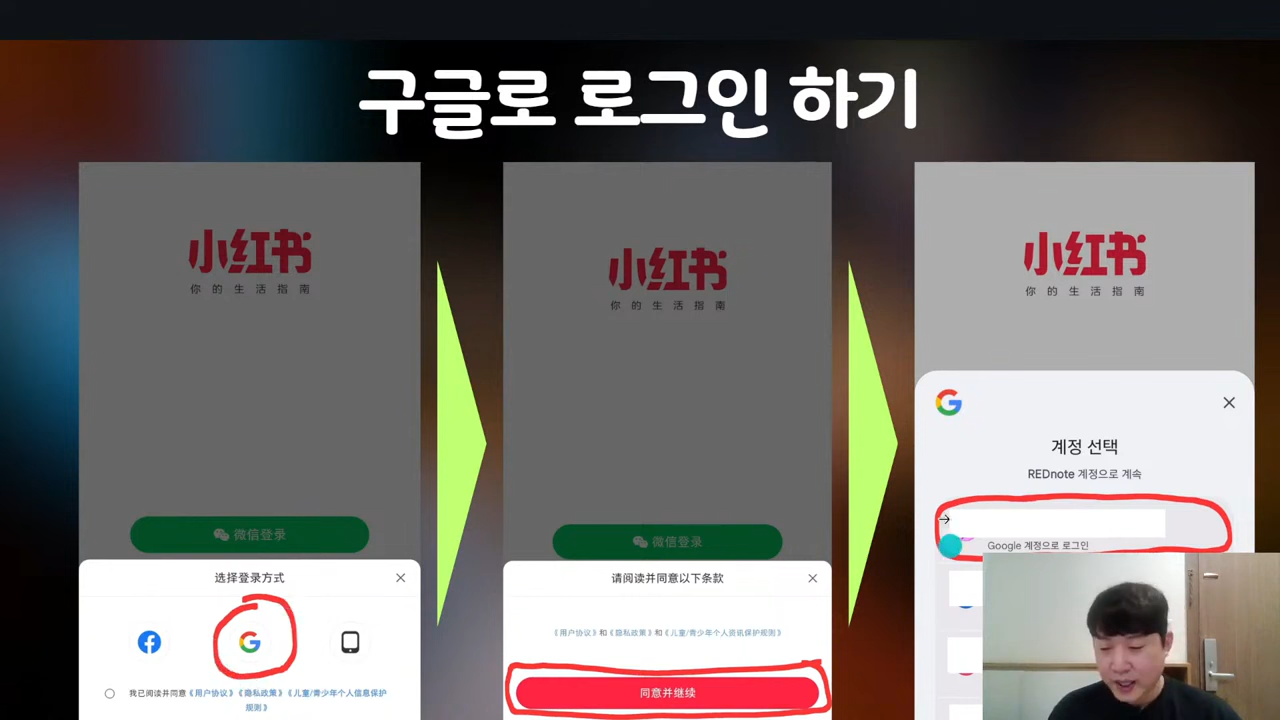 구글로 로그인 하기
小红书
你的生活指南
微信登录
选择登录方式
我已阅读并同意《用户协议》《隐私政策》《儿童/青少年个人信息保护
规则》
小红书
你的生活指南
微信登录
请阅读并同意以下条款
《用户协议》和《隐私政策》和《儿童/青少年个人资讯保护规则》
同意并继续
小红书
你的生活指南
계정 선택
REDnote 계정으로 계속
Google 계정으로 로그인